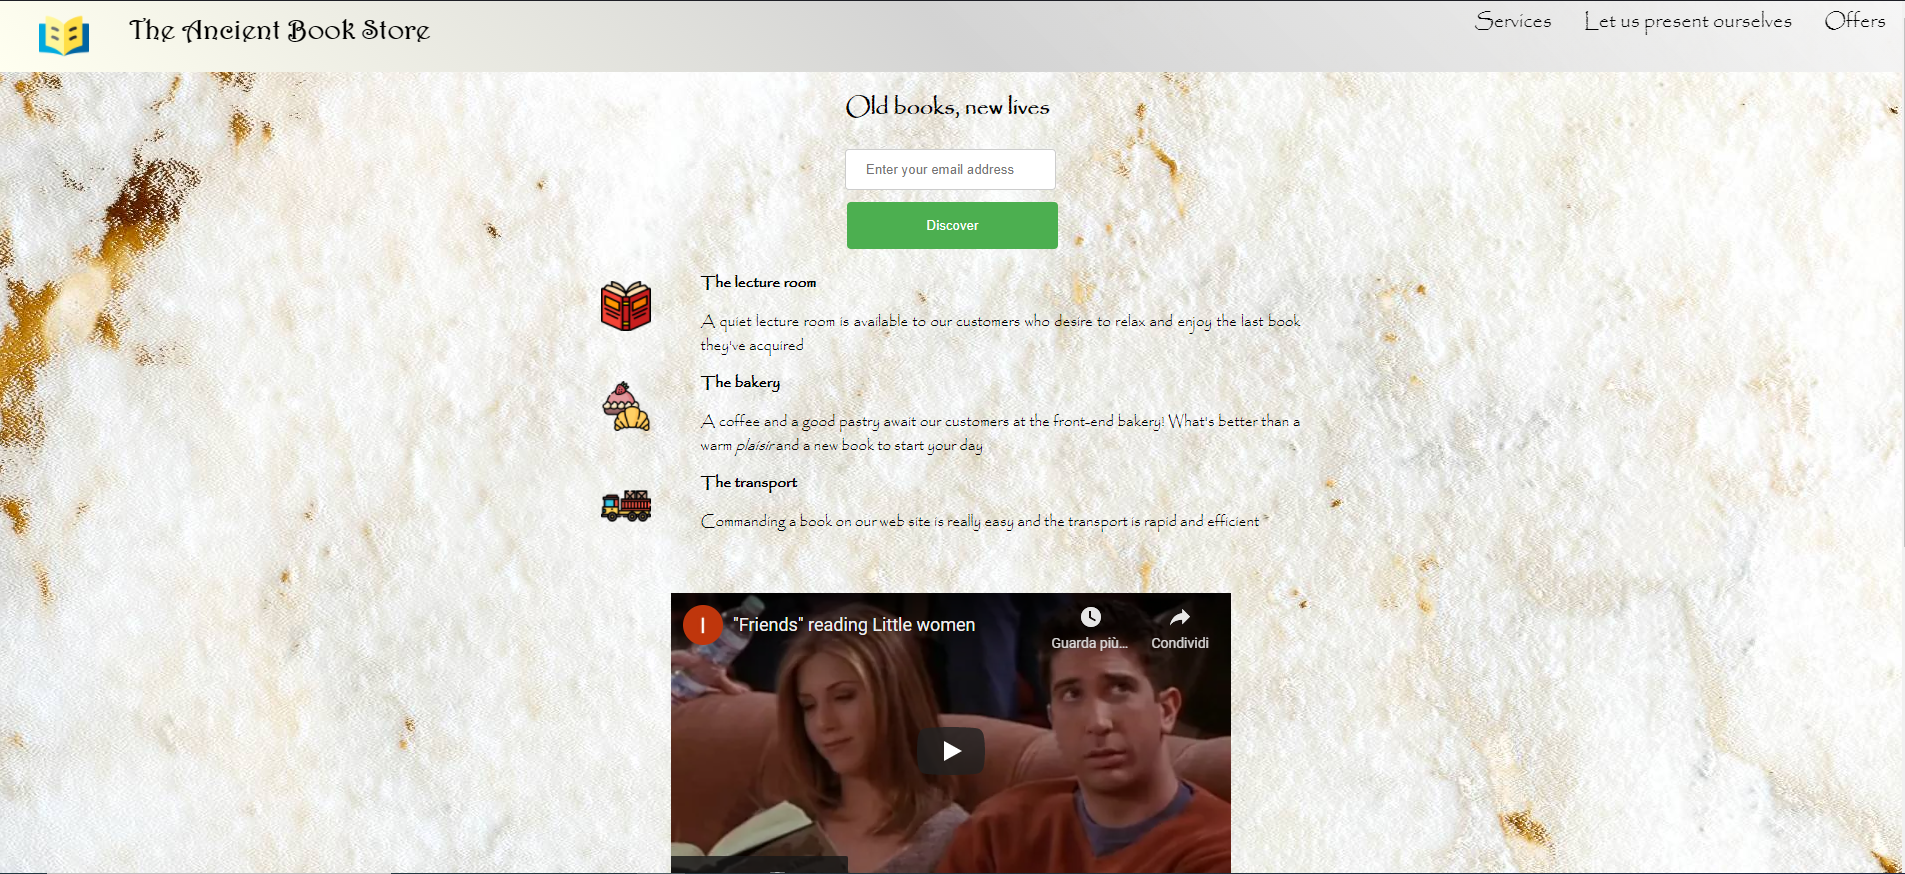 The Ancient Book Store
Services Let us present ourselves Offers
Old books, new lives
Enter your email address
Discover
The lecture room
A quiet lecture room is available to our customers who desire to relax and enjoy the last book
they've acquired
The bakery
A coffee and a good pastry await our customers at the front-end bakery! What's better than a
warm plaisir and a new book to start your day
The transport
Commanding a book on our web site is really easy and the transport is rapid and efficient
I "Friends" reading Little women
Guarda più... Condividi